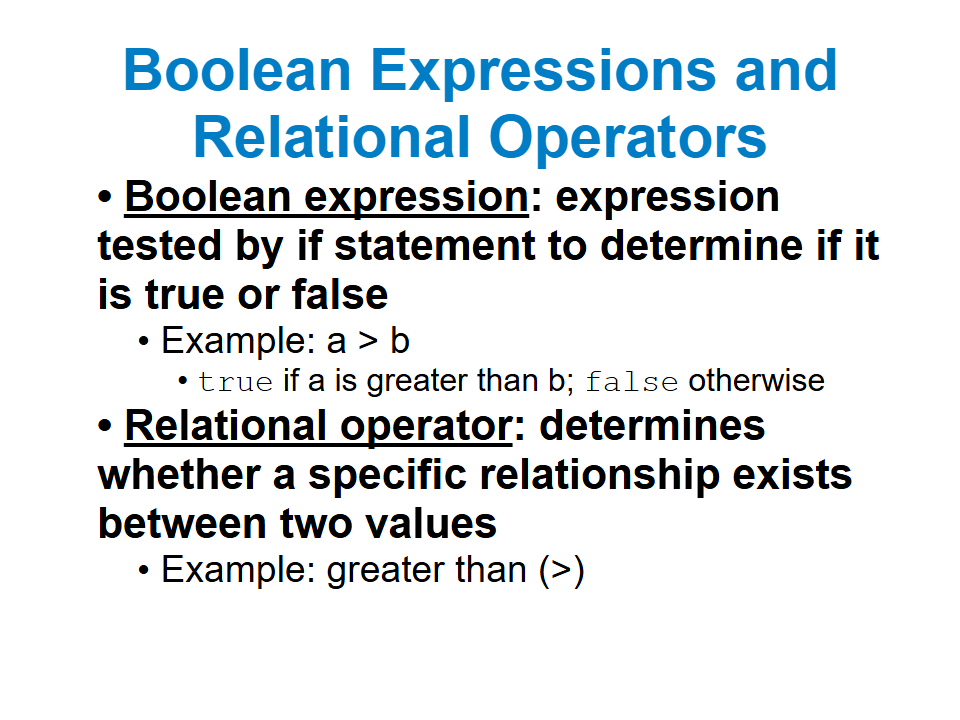 Boolean Expressions and
Relational Operators
• Boolean expression: expression
tested by if statement to determine if it
is true or false
• Example: a > b
• true if a is greater than b; false otherwise
• Relational operator: determines
whether a specific relationship exists
between two values
• Example: greater than (>)